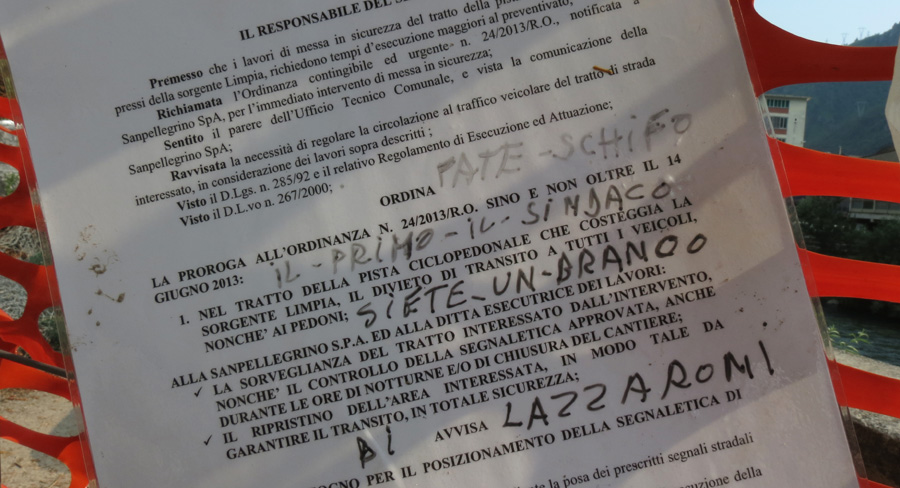 IL RESPONSABILE DEL
Premesso che i lavori di messa in sicurezza del tratto della
pressi della sorgente Limpia, richiedono tempi d'esecuzione maggiori al preventivato;
Richiamata l'Ordinanza contingibile ed urgente n. 24/2013/R.O., notificata a
Sanpellegrino SpA, per l'immediato intervento di messa in sicurezza;
Sentito il parere dell'Ufficio Tecnico Comunale, e vista la comunicazione della
Sanpellegrino SpA;
Ravvisata la necessità di regolare la circolazione al traffico veicolare del tratto di strada
interessato, in considerazione dei lavori sopra descritti ;
Visto il D.Lgs. n. 285/92 e il relativo Regolamento di Esecuzione ed Attuazione;
Visto il D.L.vo n. 267/2000;
ORDINA FATE-SCHIFO
LA PROROGA ALL'ORDINANZA N. 24/2013/R.O. SINO E NON OLTRE IL 14
GIUGNO 2013: IL-PRIMO-IL-SINDACO
1. NEL TRATTO DELLA PISTA CICLOPEDONALE CHE COSTEGGIA LA
SORGENTE LIMPIA, IL DIVIETO DI TRANSITO A TUTTI I VEICOLI,
NONCHE' AI PEDONI; SIETE-UN-BRANCO
ALLA SANPELLEGRINO S.P.A. ED ALLA DITTA ESECUTRICE DEI LAVORI:
✓ LA SORVEGLIANZA DEL TRATTO INTERESSATO DALL'INTERVENTO,
NONCHE' IL CONTROLLO DELLA SEGNALETICA APPROVATA, ANCHE
DURANTE LE ORE DI NOTTURNE E/O DI CHIUSURA DEL CANTIERE;
✓ IL RIPRISTINO DELL'AREA INTERESSATA, IN MODO TALE DA
GARANTIRE IL TRANSITO, IN TOTALE SICUREZZA;
DI AVVISA LAZZARONI
PER IL POSIZIONAMENTO DELLA SEGNALETICA DI
la posa dei prescritti segnali stradali
della